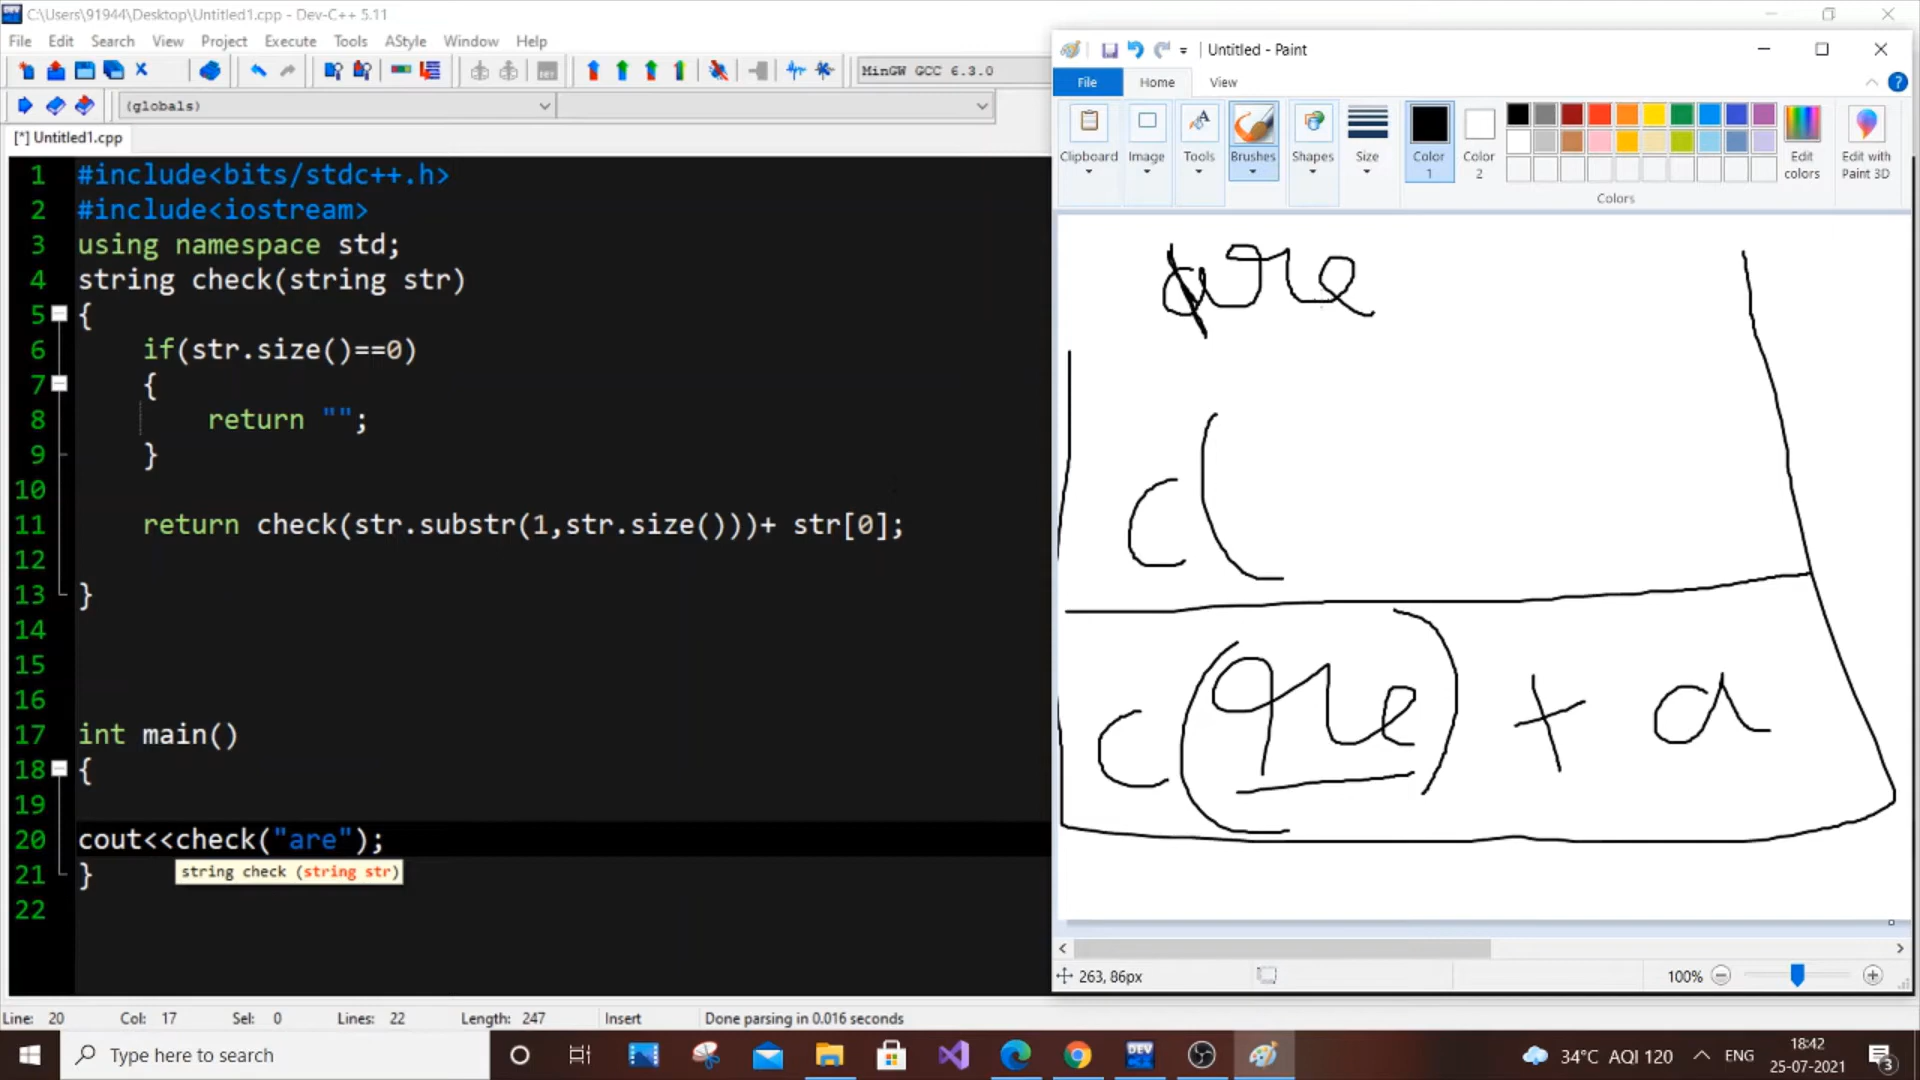 C:\Users\91944\Desktop\Untitled1.cpp - Dev-C++ 5.11
File Edit Search View Project Execute Tools AStyle Window Help
MinGW GCC 6.3.0
(globals)
[*] Untitled1.cpp
1 #include<bits/stdc++.h>
2 #include<iostream>
3 using namespace std;
4 string check(string str)
5 {
6 if(str.size()==0)
7 {
8 return "";
9 }
10
11 return check(str.substr(1,str.size()))+ str[0];
12
13 }
14
15
16
17 int main()
18 {
19
20 cout<<check("are");
string check (string str)
21 }
22
Line: 20 Col: 17 Sel: 0 Lines: 22 Length: 247 Insert Done parsing in 0.016 seconds
Untitled - Paint
File Home View
Clipboard Image Tools Brushes Shapes Size Color 1 Color 2 Edit colors Edit with Paint 3D
Colors
are
c(
c(re) + a
263, 86px 100%
Type here to search
DEV
34°C AQI 120 ENG
18:42
25-07-2021
3